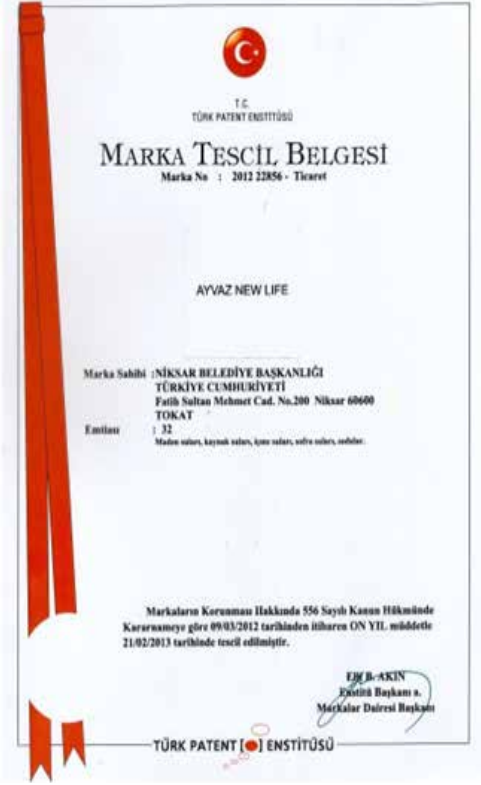 T.C.
TÜRK PATENT ENSTİTÜSÜ
MARKA TESCİL BELGESİ
Marka No : 2012 22856 - Ticaret
AYVAZ NEW LIFE
Marka Sahibi : NİKSAR BELEDİYE BAŞKANLIĞI
TÜRKİYE CUMHURİYETİ
Fatih Sultan Mehmet Cad. No.200 Niksar 60600
TOKAT
Emtiası : 32
Maden suları, kaynak suları, içme suları, sofra suları, sodalar.
Markaların Korunması Hakkında 556 Sayılı Kanun Hükmünde
Kararnameye göre 09/03/2012 tarihinden itibaren ON YIL müddetle
21/02/2013 tarihinde tescil edilmiştir.
Elif B. AKIN
Enstitü Başkanı a.
Markalar Dairesi Başkanı
TÜRK PATENT [ ] ENSTİTÜSÜ